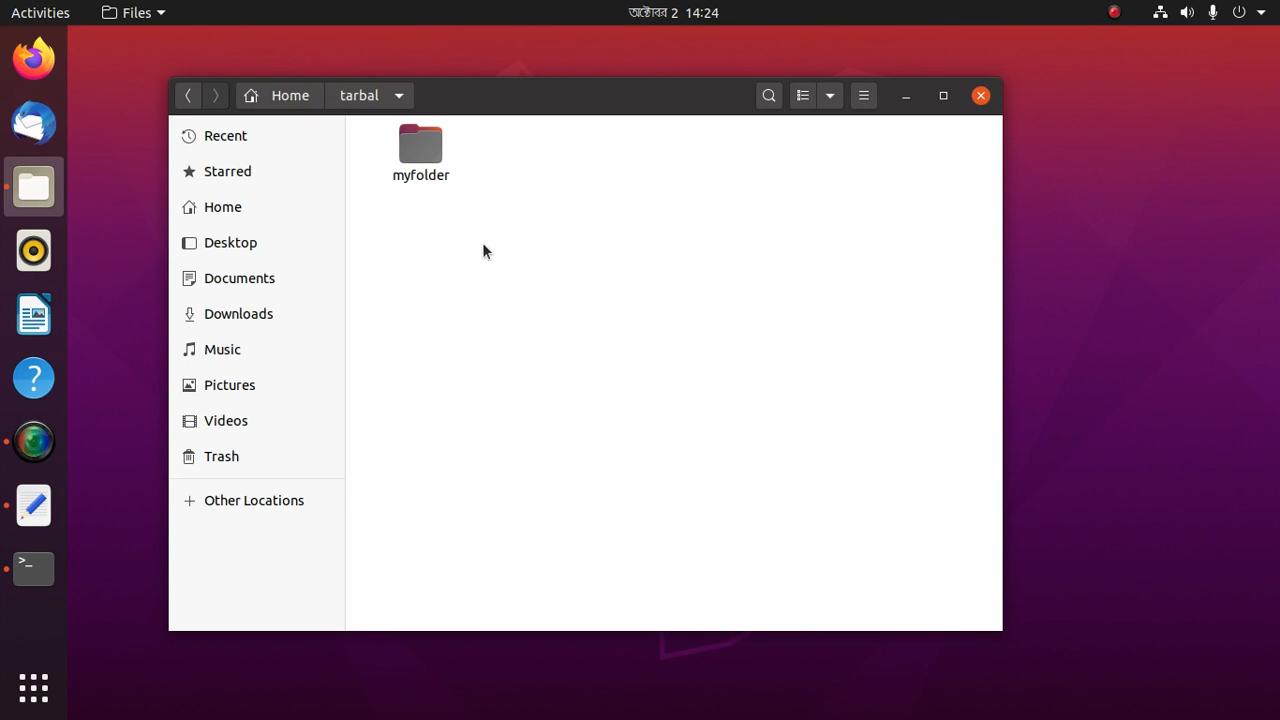 Activities
Files
অক্টোবর 2 14:24
Home
tarbal
myfolder
Recent
Starred
Home
Desktop
Documents
Downloads
Music
Pictures
Videos
Trash
Other Locations